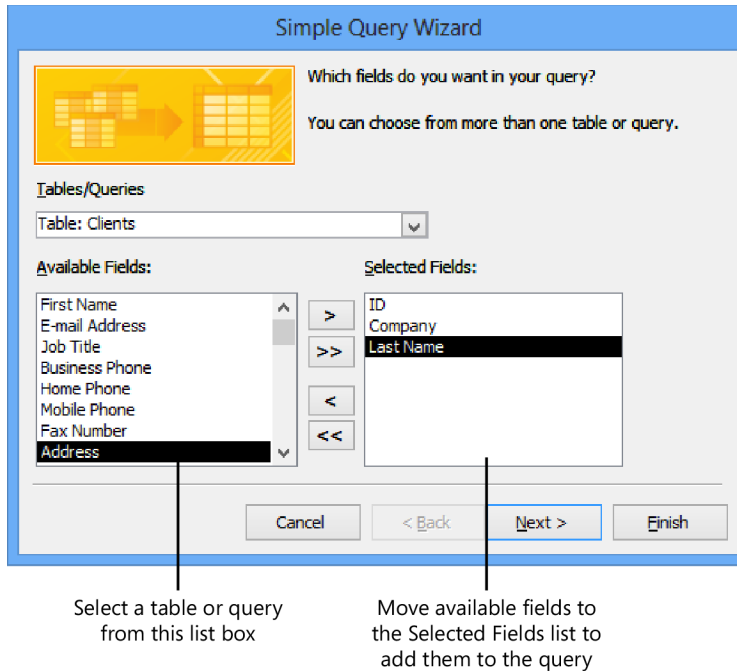 Simple Query Wizard
Which fields do you want in your query?
You can choose from more than one table or query.
Tables/Queries
Table: Clients
Available Fields:
Selected Fields:
First Name
E-mail Address
Job Title
Business Phone
Home Phone
Mobile Phone
Fax Number
Address
>
>>
<
<<
ID
Company
Last Name
Cancel
< Back
Next >
Finish
Select a table or query
from this list box
Move available fields to
the Selected Fields list to
add them to the query